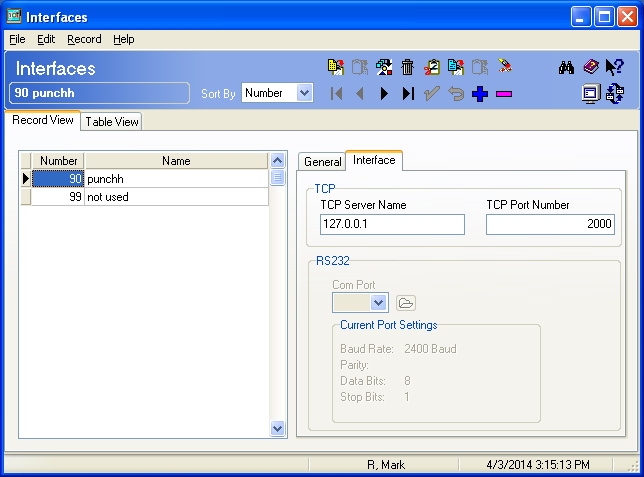 Interfaces
File Edit Record Help
Interfaces
90 punchh
Sort By Number
Record View Table View
Number Name
90 punchh
99 not used
General Interface
TCP
TCP Server Name TCP Port Number
127.0.0.1 2000
RS232
Com Port
Current Port Settings
Baud Rate: 2400 Baud
Parity:
Data Bits: 8
Stop Bits: 1
R, Mark 4/3/2014 3:15:13 PM